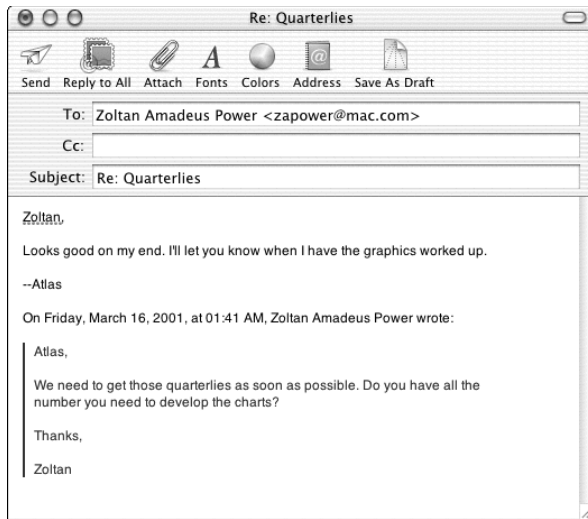 Re: Quarterlies
Send Reply to All Attach Fonts Colors Address Save As Draft
To: Zoltan Amadeus Power <zapower@mac.com>
Cc:
Subject: Re: Quarterlies
Zoltan,
Looks good on my end. I'll let you know when I have the graphics worked up.
--Atlas
On Friday, March 16, 2001, at 01:41 AM, Zoltan Amadeus Power wrote:
Atlas,
We need to get those quarterlies as soon as possible. Do you have all the
number you need to develop the charts?
Thanks,
Zoltan